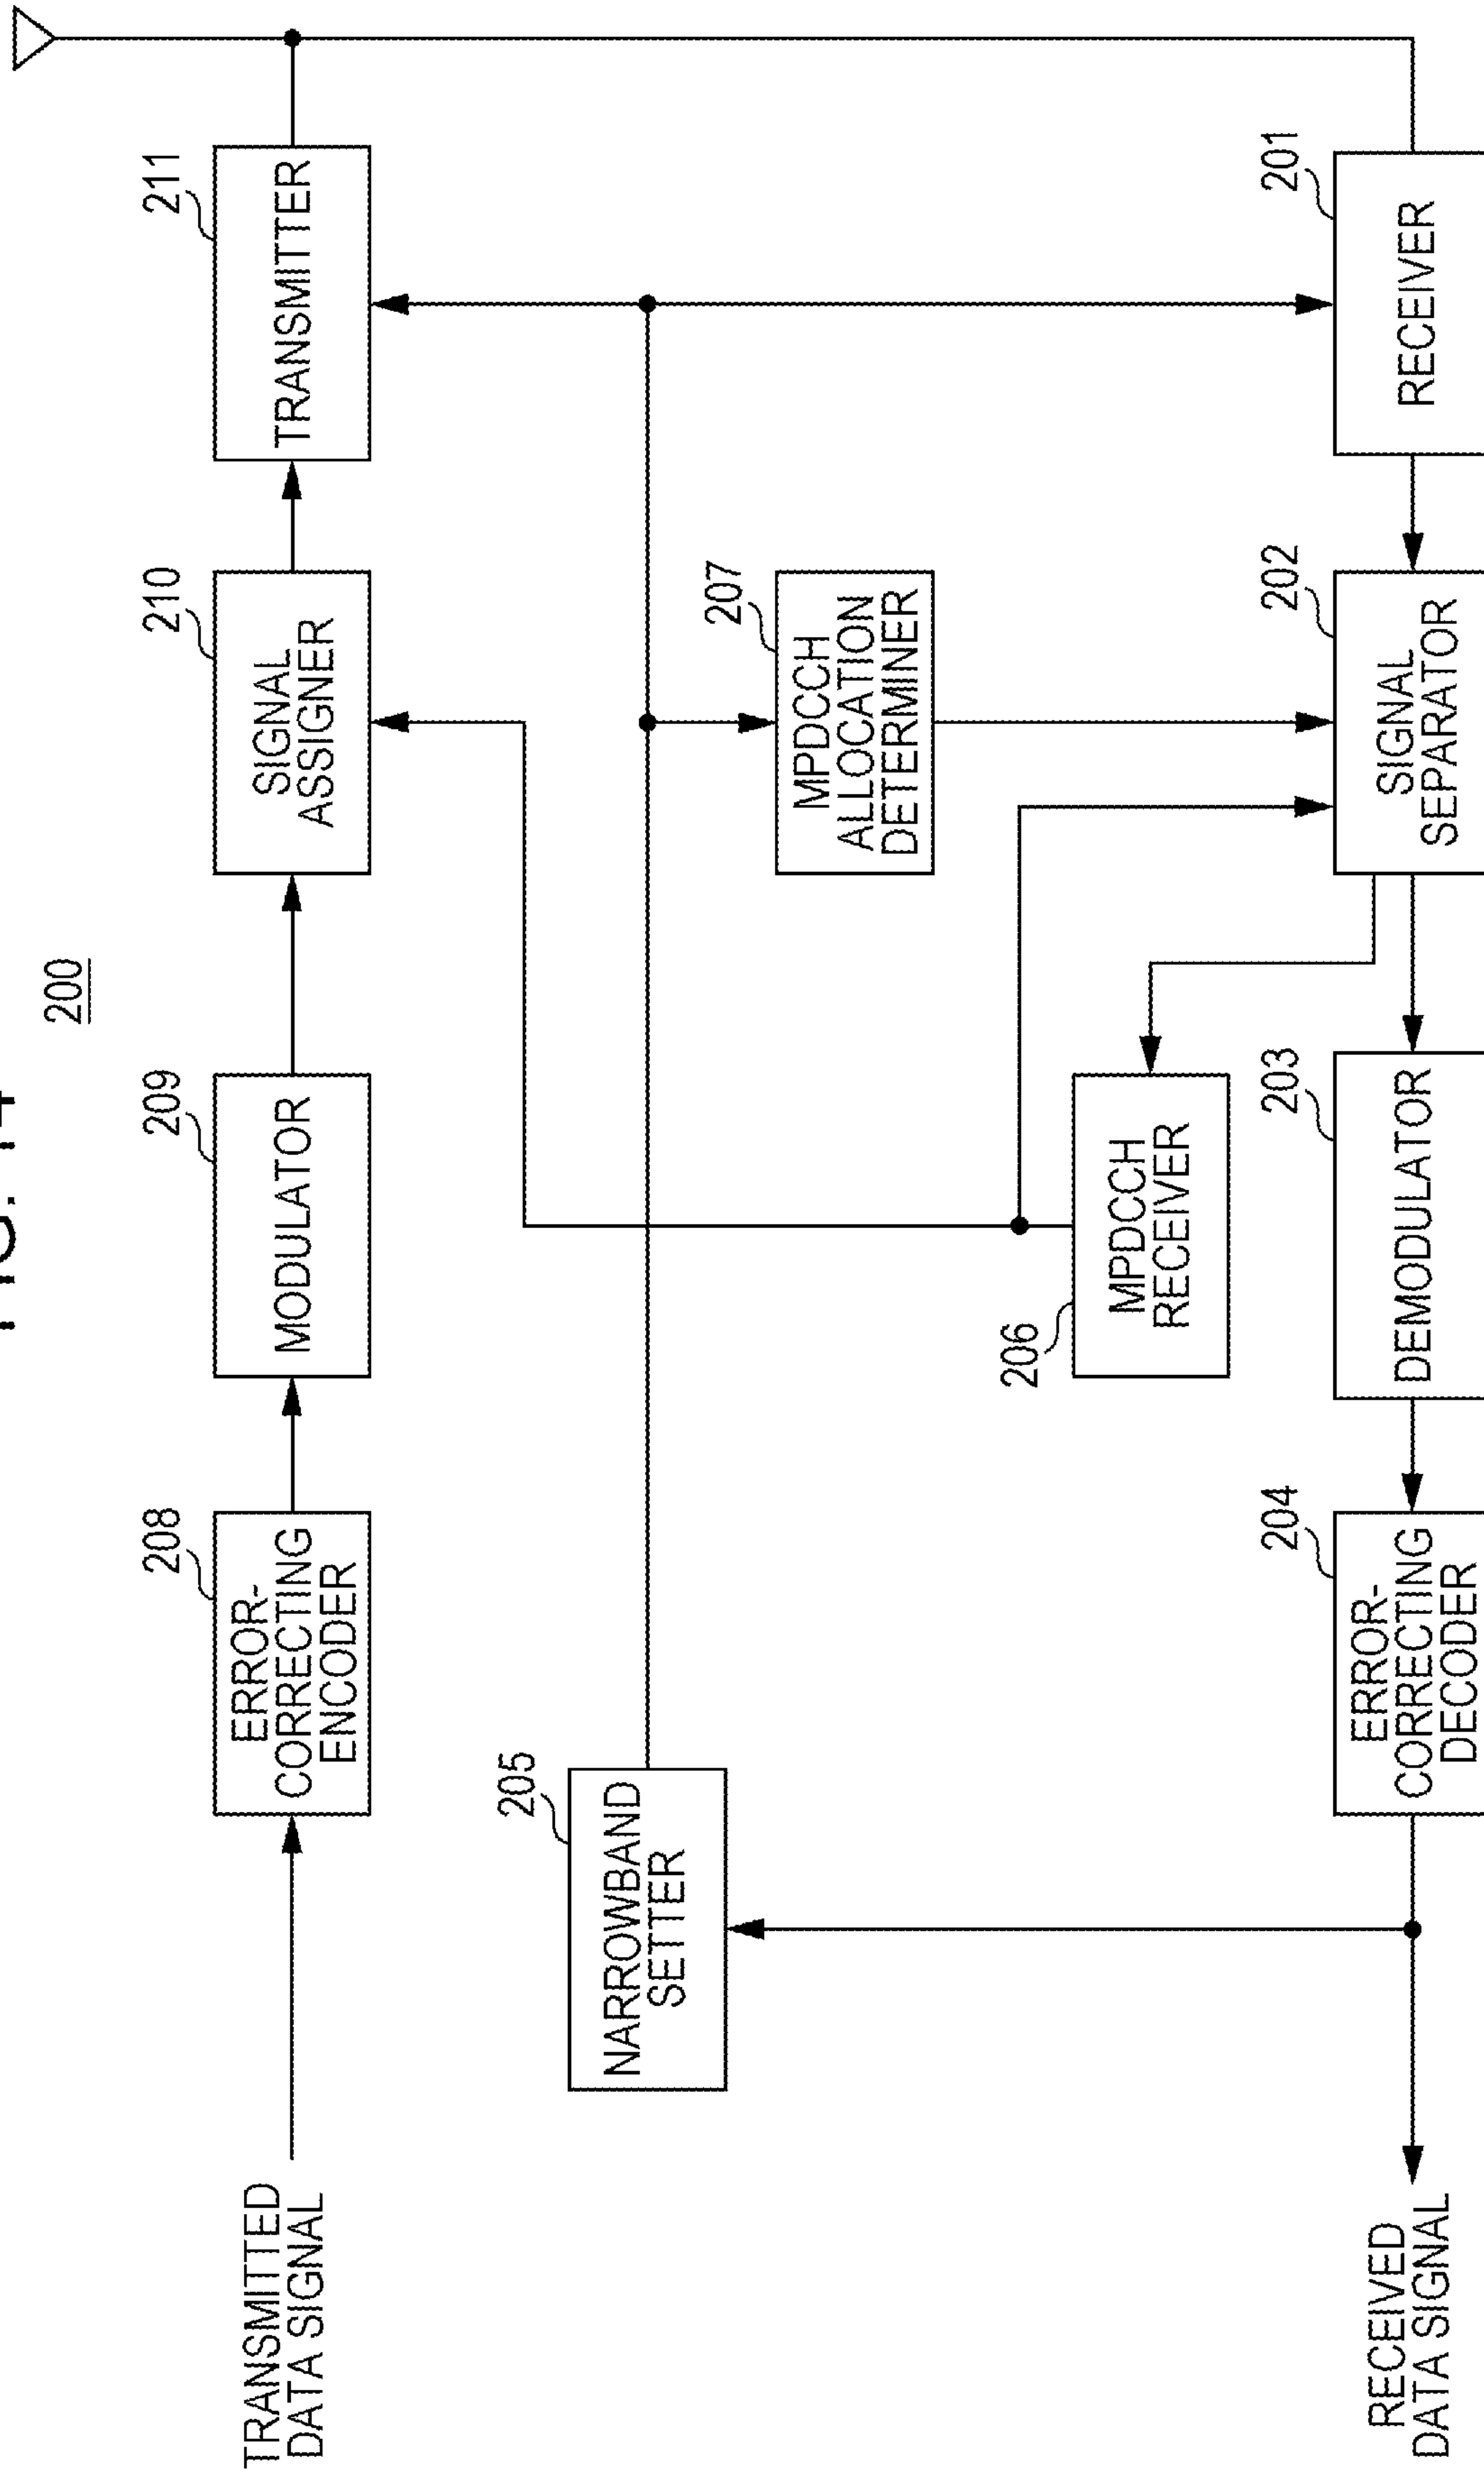 200
TRANSMITTED
DATA SIGNAL
208
ERROR-
CORRECTING
ENCODER
209
MODULATOR
210
SIGNAL
ASSIGNER
211
TRANSMITTER
205
NARROWBAND
SETTER
207
MPDCCH
ALLOCATION
DETERMINER
206
MPDCCH
RECEIVER
RECEIVED
DATA SIGNAL
204
ERROR-
CORRECTING
DECODER
203
DEMODULATOR
202
SIGNAL
SEPARATOR
201
RECEIVER